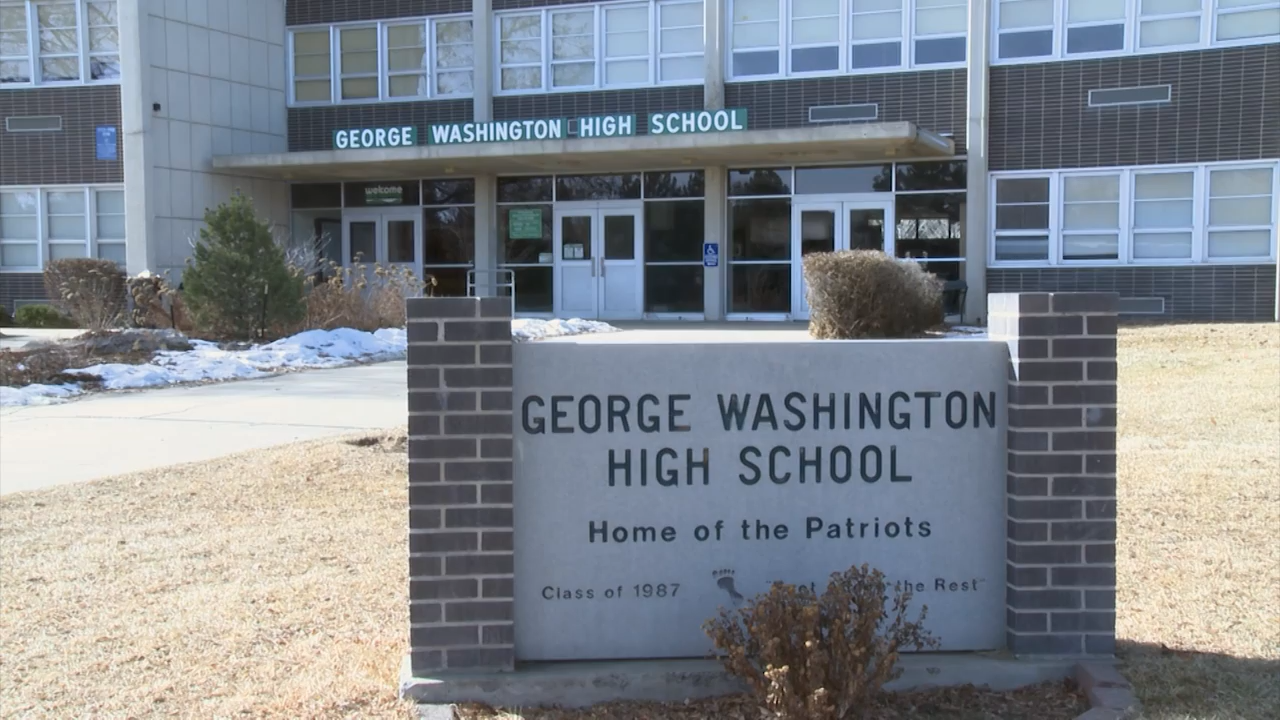 GEORGE WASHINGTON HIGH SCHOOL
welcome
GEORGE WASHINGTON
HIGH SCHOOL
Home of the Patriots
Class of 1987
the Rest"